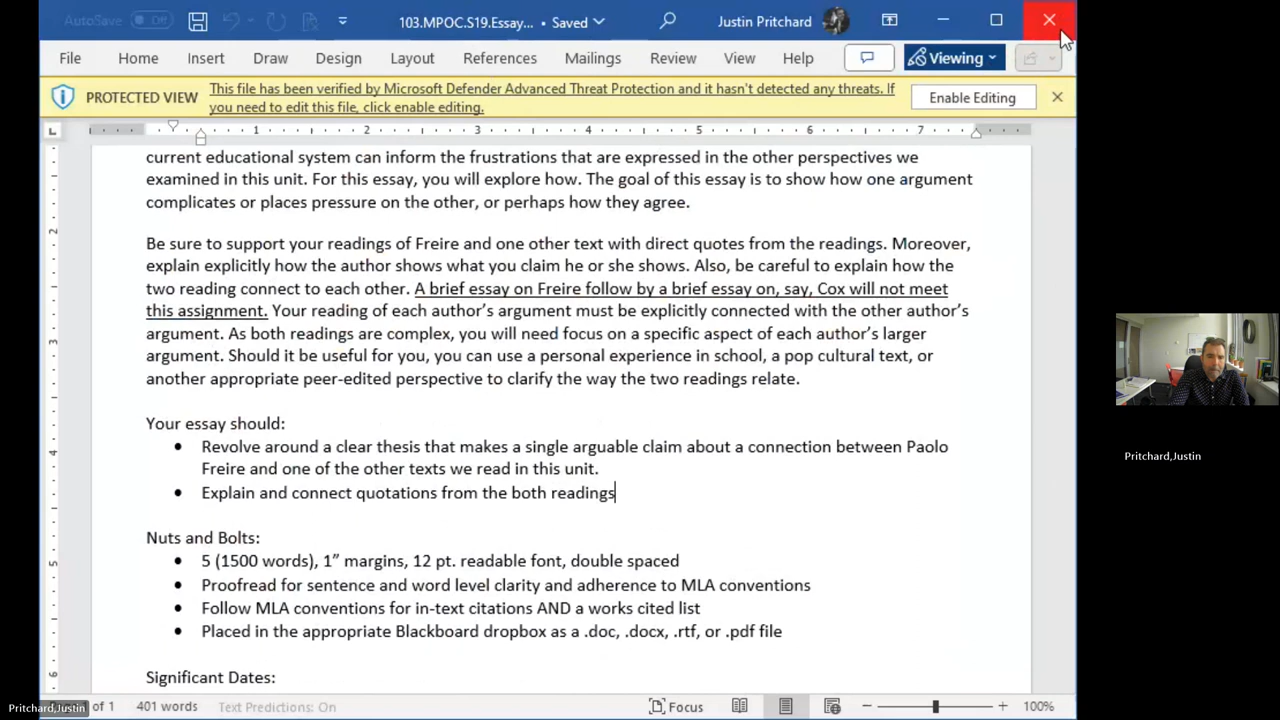 AutoSave Off 103.MPOC.S19.Essay... • Saved Justin Pritchard
File Home Insert Draw Design Layout References Mailings Review View Help Viewing
PROTECTED VIEW This file has been verified by Microsoft Defender Advanced Threat Protection and it hasn't detected any threats. If
you need to edit this file, click enable editing. Enable Editing
1 2 3 4 5 6 7
current educational system can inform the frustrations that are expressed in the other perspectives we
examined in this unit. For this essay, you will explore how. The goal of this essay is to show how one argument
complicates or places pressure on the other, or perhaps how they agree.
Be sure to support your readings of Freire and one other text with direct quotes from the readings. Moreover,
explain explicitly how the author shows what you claim he or she shows. Also, be careful to explain how the
two reading connect to each other. A brief essay on Freire follow by a brief essay on, say, Cox will not meet
this assignment. Your reading of each author's argument must be explicitly connected with the other author's
argument. As both readings are complex, you will need focus on a specific aspect of each author's larger
argument. Should it be useful for you, you can use a personal experience in school, a pop cultural text, or
another appropriate peer-edited perspective to clarify the way the two readings relate.
Your essay should:
• Revolve around a clear thesis that makes a single arguable claim about a connection between Paolo
Freire and one of the other texts we read in this unit.
• Explain and connect quotations from the both readings
Nuts and Bolts:
• 5 (1500 words), 1” margins, 12 pt. readable font, double spaced
• Proofread for sentence and word level clarity and adherence to MLA conventions
• Follow MLA conventions for in-text citations AND a works cited list
• Placed in the appropriate Blackboard dropbox as a .doc, .docx, .rtf, or .pdf file
Significant Dates:
2
3
4
5
6
Pritchard,Justin
of 1 401 words Text Predictions: On Focus 100%
Pritchard,Justin